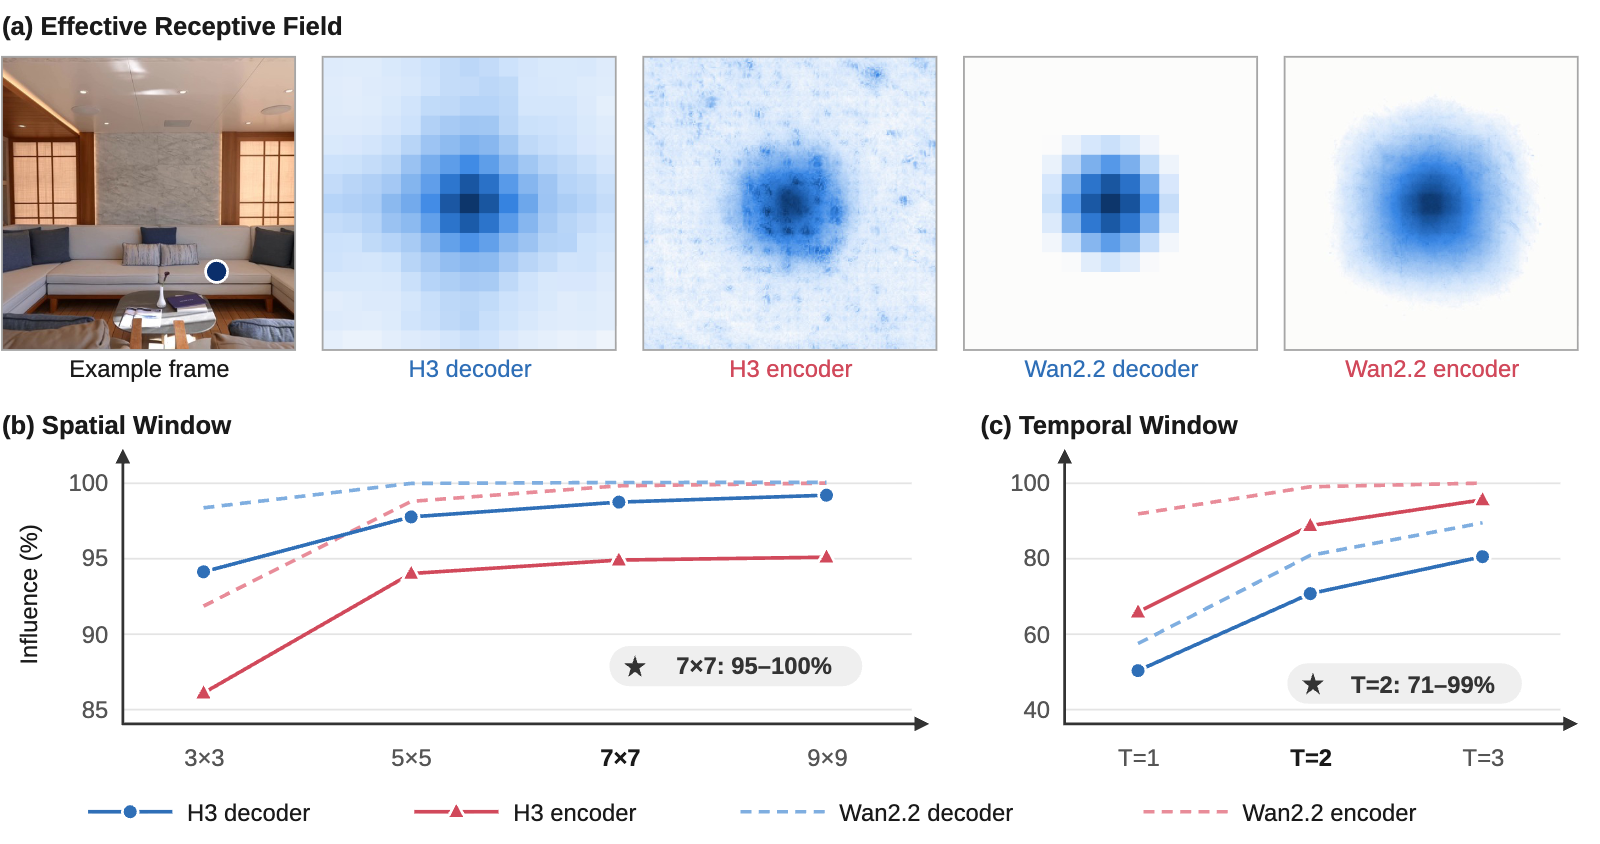 (a) Effective Receptive Field
Example frame
H3 decoder
H3 encoder
Wan2.2 decoder
Wan2.2 encoder
(b) Spatial Window
Influence (%)
100
95
90
85
★ 7×7: 95–100%
3×3
5×5
7×7
9×9
(c) Temporal Window
100
80
60
40
★ T=2: 71–99%
T=1
T=2
T=3
H3 decoder
H3 encoder
Wan2.2 decoder
Wan2.2 encoder